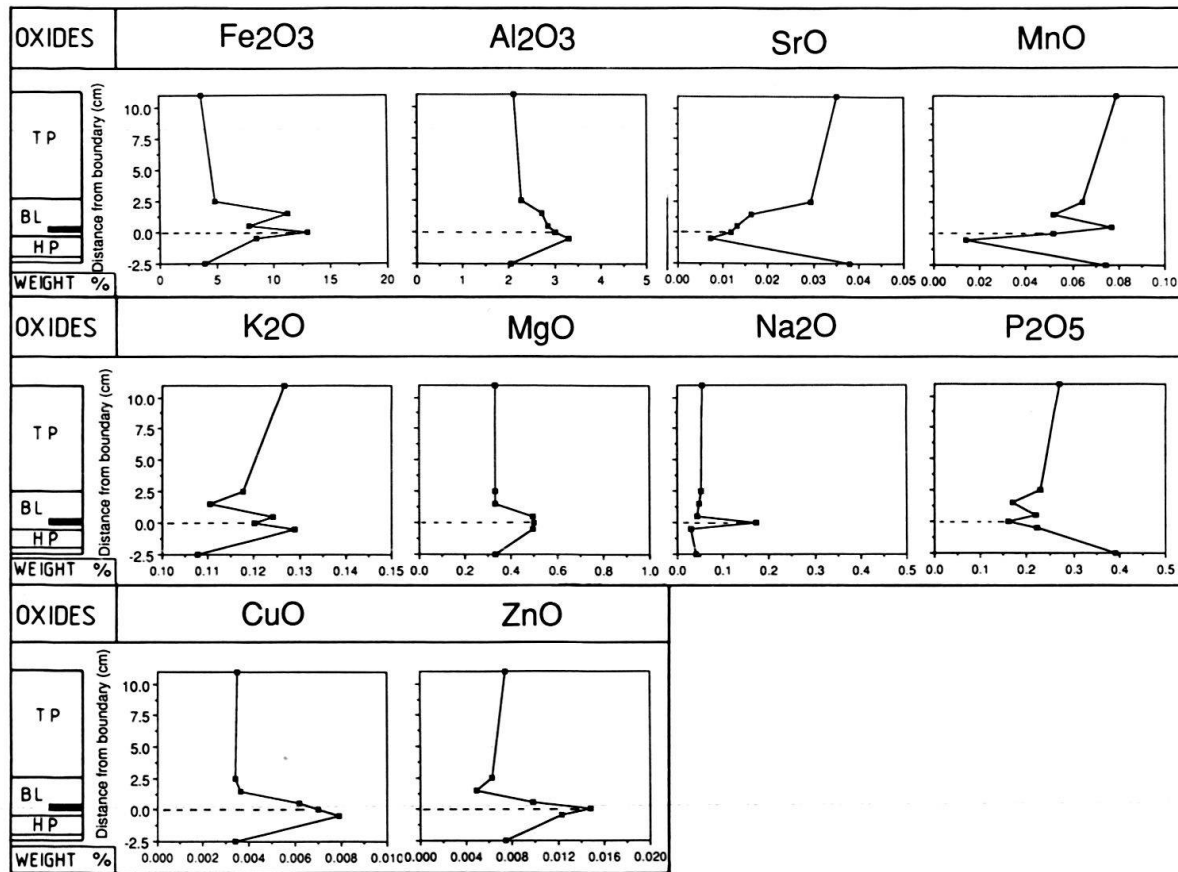 OXIDES Fe2O3 Al2O3 SrO MnO
TP
BL
HP
Distance from boundary (cm)
10.0
7.5
5.0
2.5
0.0
-2.5
WEIGHT %
0 5 10 15 20
0 1 2 3 4 5
0.00 0.01 0.02 0.03 0.04 0.05
0.00 0.02 0.04 0.06 0.08 0.10
OXIDES K2O MgO Na2O P2O5
TP
BL
HP
Distance from boundary (cm)
10.0
7.5
5.0
2.5
0.0
-2.5
WEIGHT %
0.10 0.11 0.12 0.13 0.14 0.15
0.0 0.2 0.4 0.6 0.8 1.0
0.0 0.1 0.2 0.3 0.4 0.5
0.0 0.1 0.2 0.3 0.4 0.5
OXIDES CuO ZnO
TP
BL
HP
Distance from boundary (cm)
10.0
7.5
5.0
2.5
0.0
-2.5
WEIGHT %
0.000 0.002 0.004 0.006 0.008 0.010
0.000 0.004 0.008 0.012 0.016 0.020